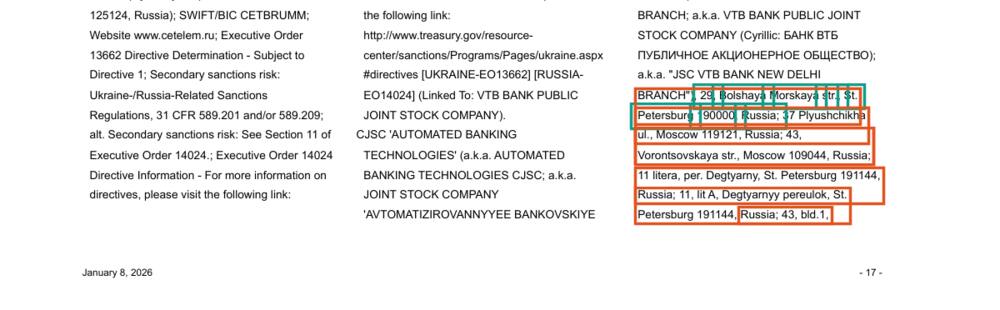 125124, Russia); SWIFT/BIC CETBRUMM;
Website www.cetelem.ru; Executive Order
13662 Directive Determination - Subject to
Directive 1; Secondary sanctions risk:
Ukraine-/Russia-Related Sanctions
Regulations, 31 CFR 589.201 and/or 589.209;
alt. Secondary sanctions risk: See Section 11 of
Executive Order 14024.; Executive Order 14024
Directive Information - For more information on
directives, please visit the following link:
the following link:
http://www.treasury.gov/resource-
center/sanctions/Programs/Pages/ukraine.aspx
#directives [UKRAINE-EO13662] [RUSSIA-
EO14024] (Linked To: VTB BANK PUBLIC
JOINT STOCK COMPANY).
CJSC 'AUTOMATED BANKING
TECHNOLOGIES' (a.k.a. AUTOMATED
BANKING TECHNOLOGIES CJSC; a.k.a.
JOINT STOCK COMPANY
'AVTOMATIZIROVANNYYEE BANKOVSKIYE
BRANCH; a.k.a. VTB BANK PUBLIC JOINT
STOCK COMPANY (Cyrillic: БАНК ВТБ
ПУБЛИЧНОЕ АКЦИОНЕРНОЕ ОБЩЕСТВО);
a.k.a. "JSC VTB BANK NEW DELHI
BRANCH"), 29, Bolshaya Morskaya str., St.
Petersburg 190000, Russia; 37 Plyushchikha
ul., Moscow 119121, Russia; 43,
Vorontsovskaya str., Moscow 109044, Russia;
11 litera, per. Degtyarny, St. Petersburg 191144,
Russia; 11, lit A, Degtyarnyy pereulok, St.
Petersburg 191144, Russia; 43, bld.1,
January 8, 2026
- 17 -